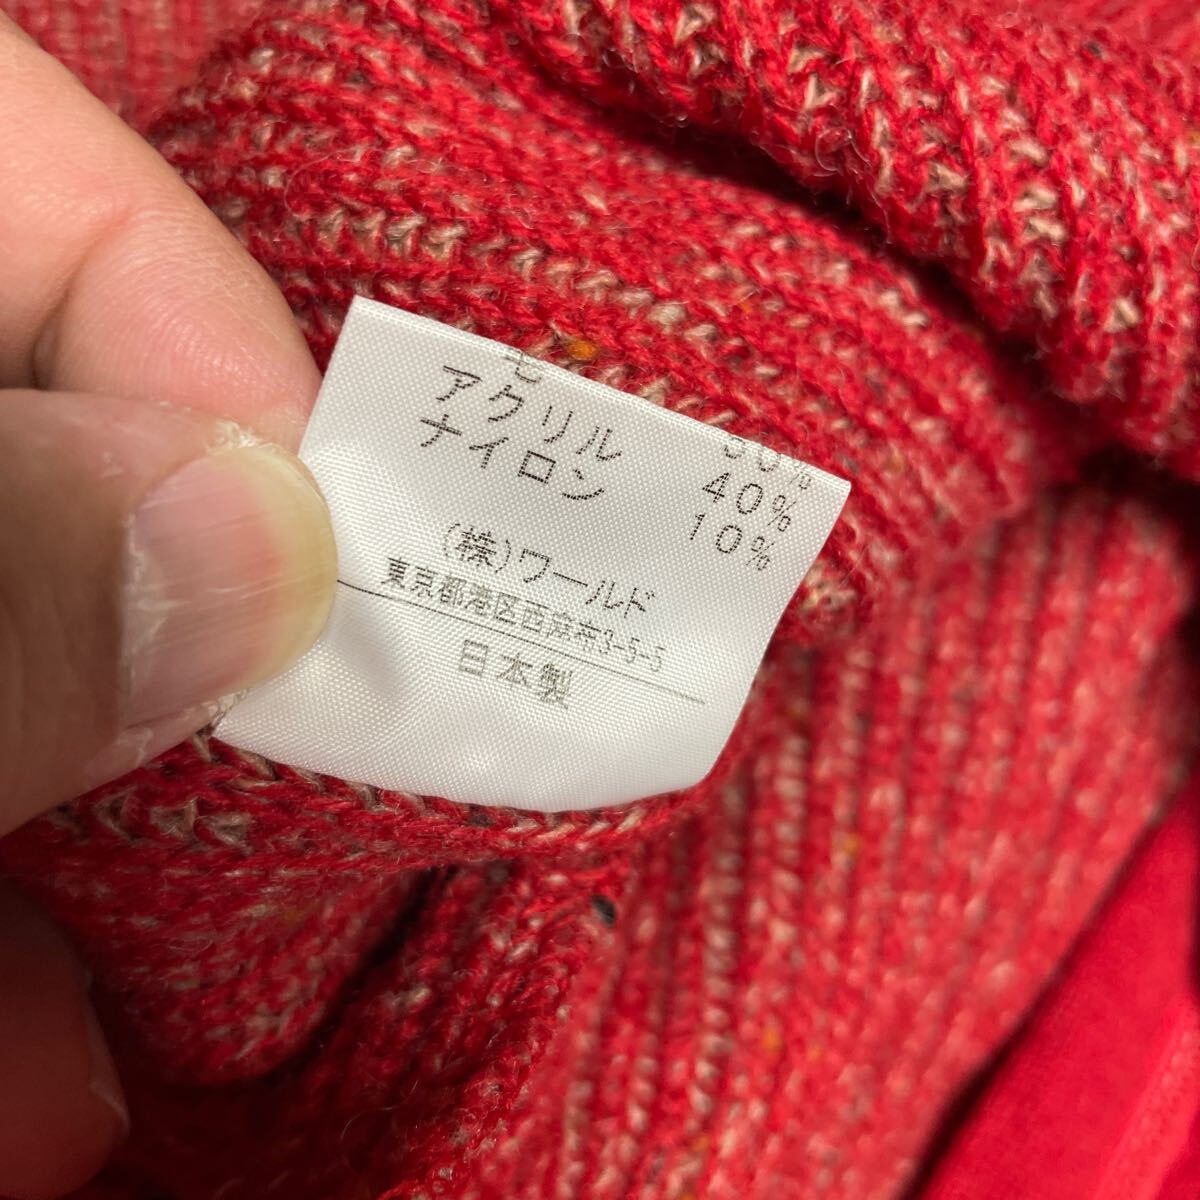 アクリル 40%
ナイロン 10%
(株)ワールド
東京都港区西麻布3-5-5
日本製